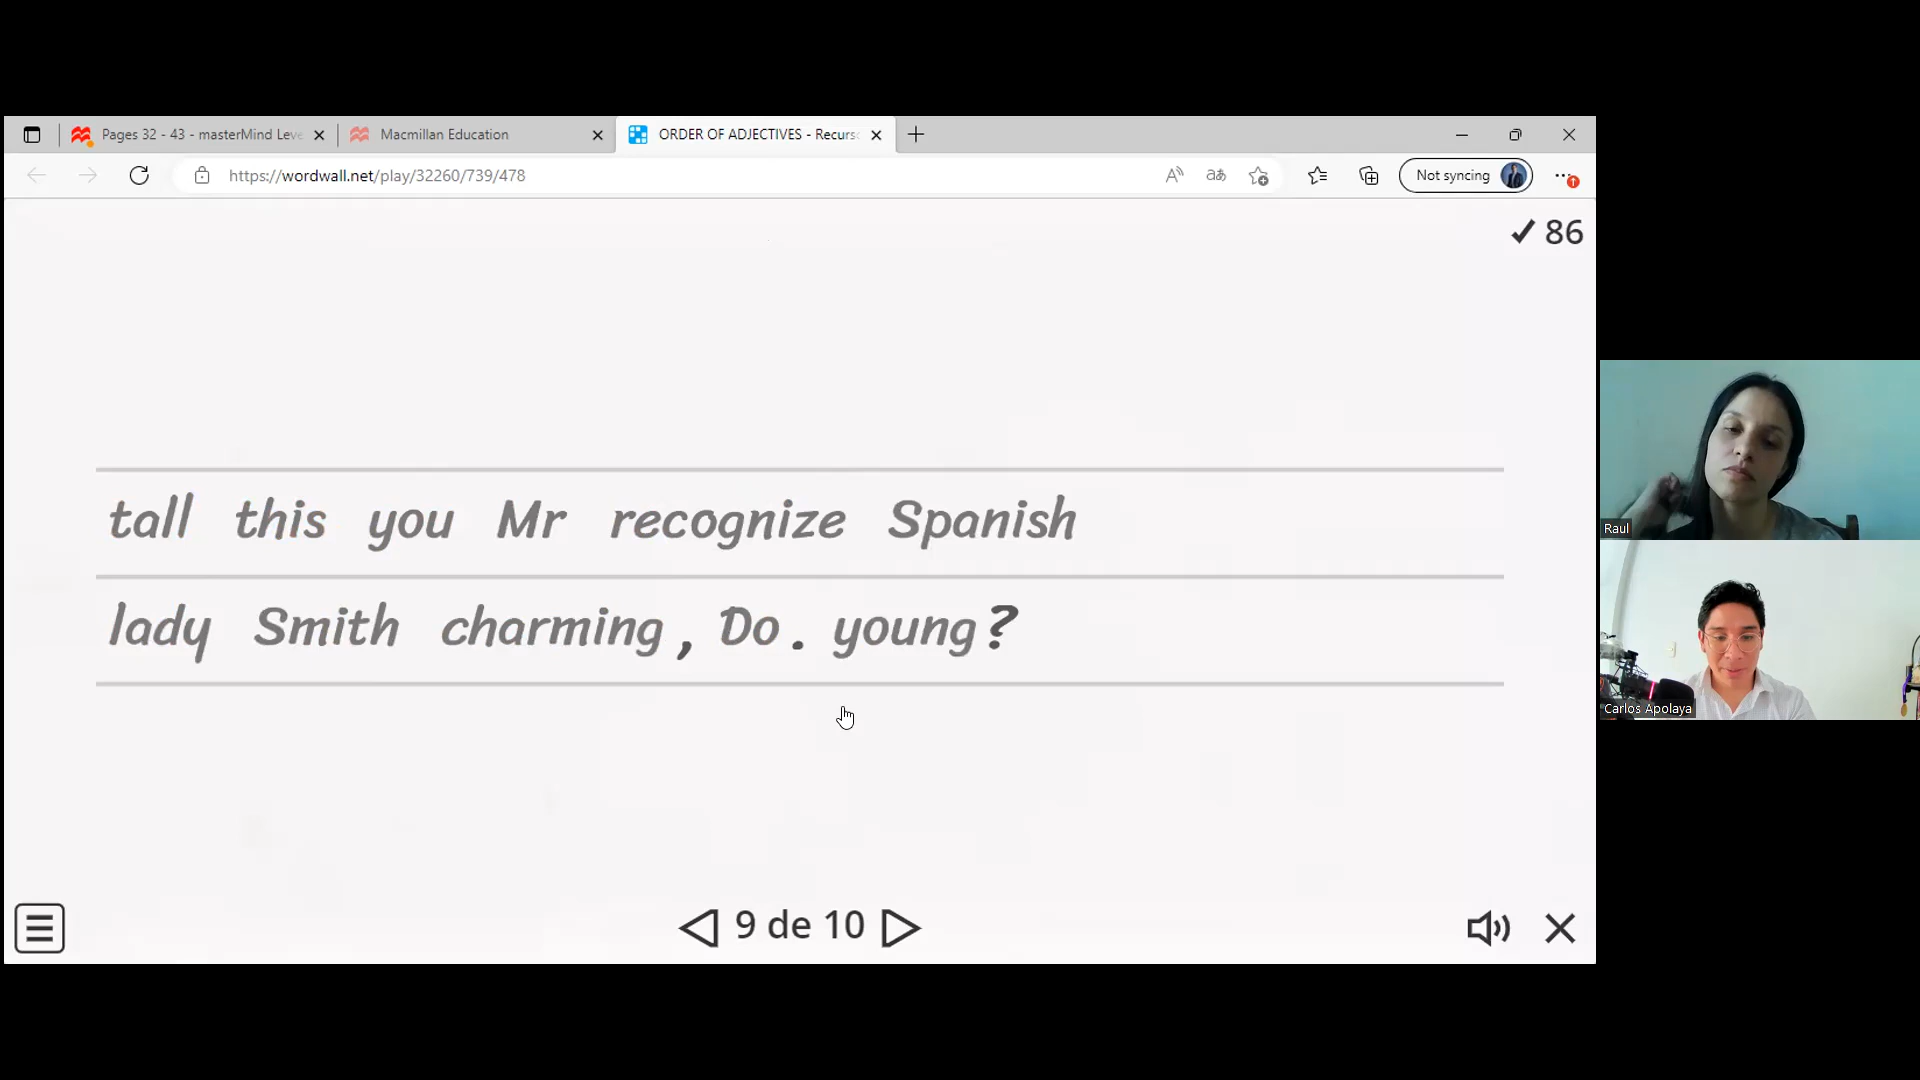 Pages 32 - 43 - masterMind Leve
Macmillan Education
ORDER OF ADJECTIVES - Recurso
https://wordwall.net/play/32260/739/478
Not syncing
86
tall this you Mr recognize Spanish
lady Smith charming , Do . young ?
9 de 10
Raul
Carlos Apolaya